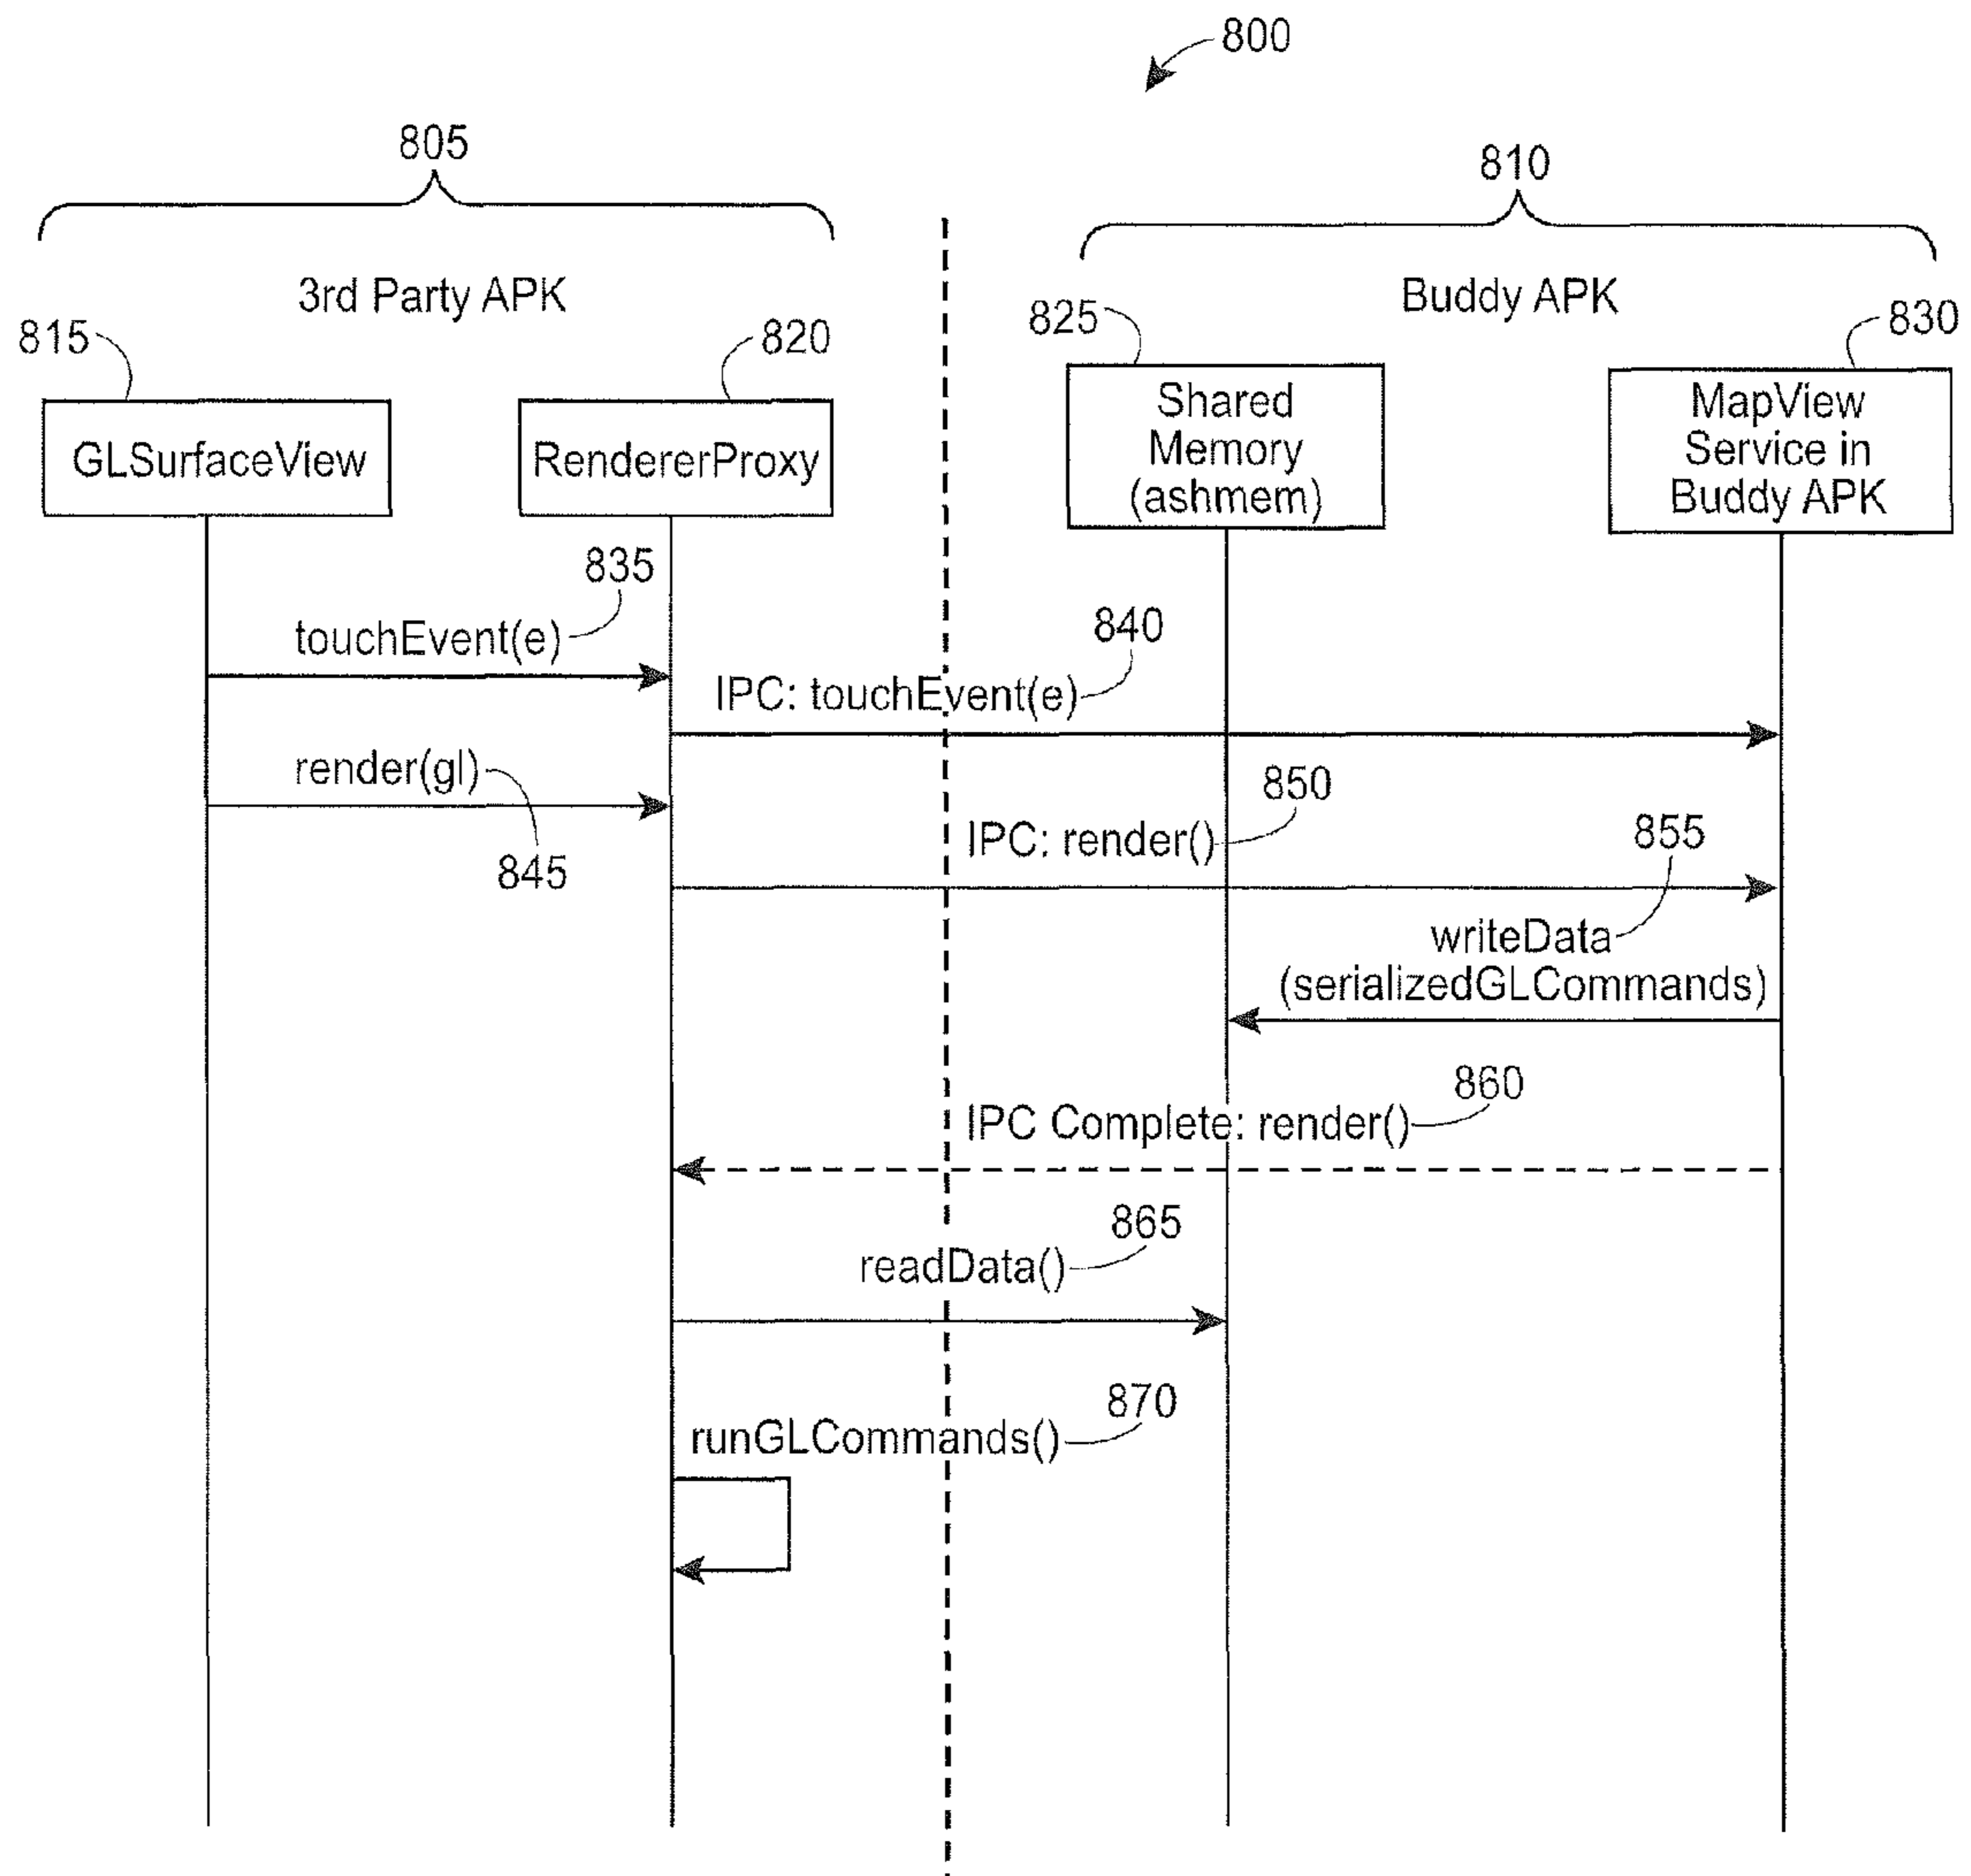 800
805
810
3rd Party APK
Buddy APK
815
820
825
830
GLSurfaceView
RendererProxy
Shared
Memory
(ashmem)
MapView
Service in
Buddy APK
835
touchEvent(e)
840
IPC: touchEvent(e)
render(gl)
845
850
IPC: render()
855
writeData
(serializedGLCommands)
860
IPC Complete: render()
865
readData()
870
runGLCommands()